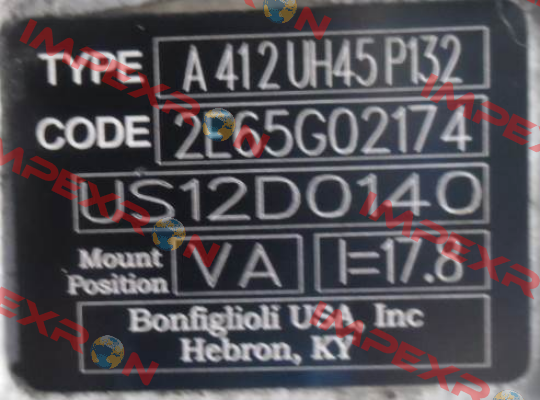 TYPE A 412 UH45 P132
CODE 2E65G02174
US12D0140
Mount Position VA I=17.8
Bonfiglioli USA, Inc
Hebron, KY
IMPEXRON